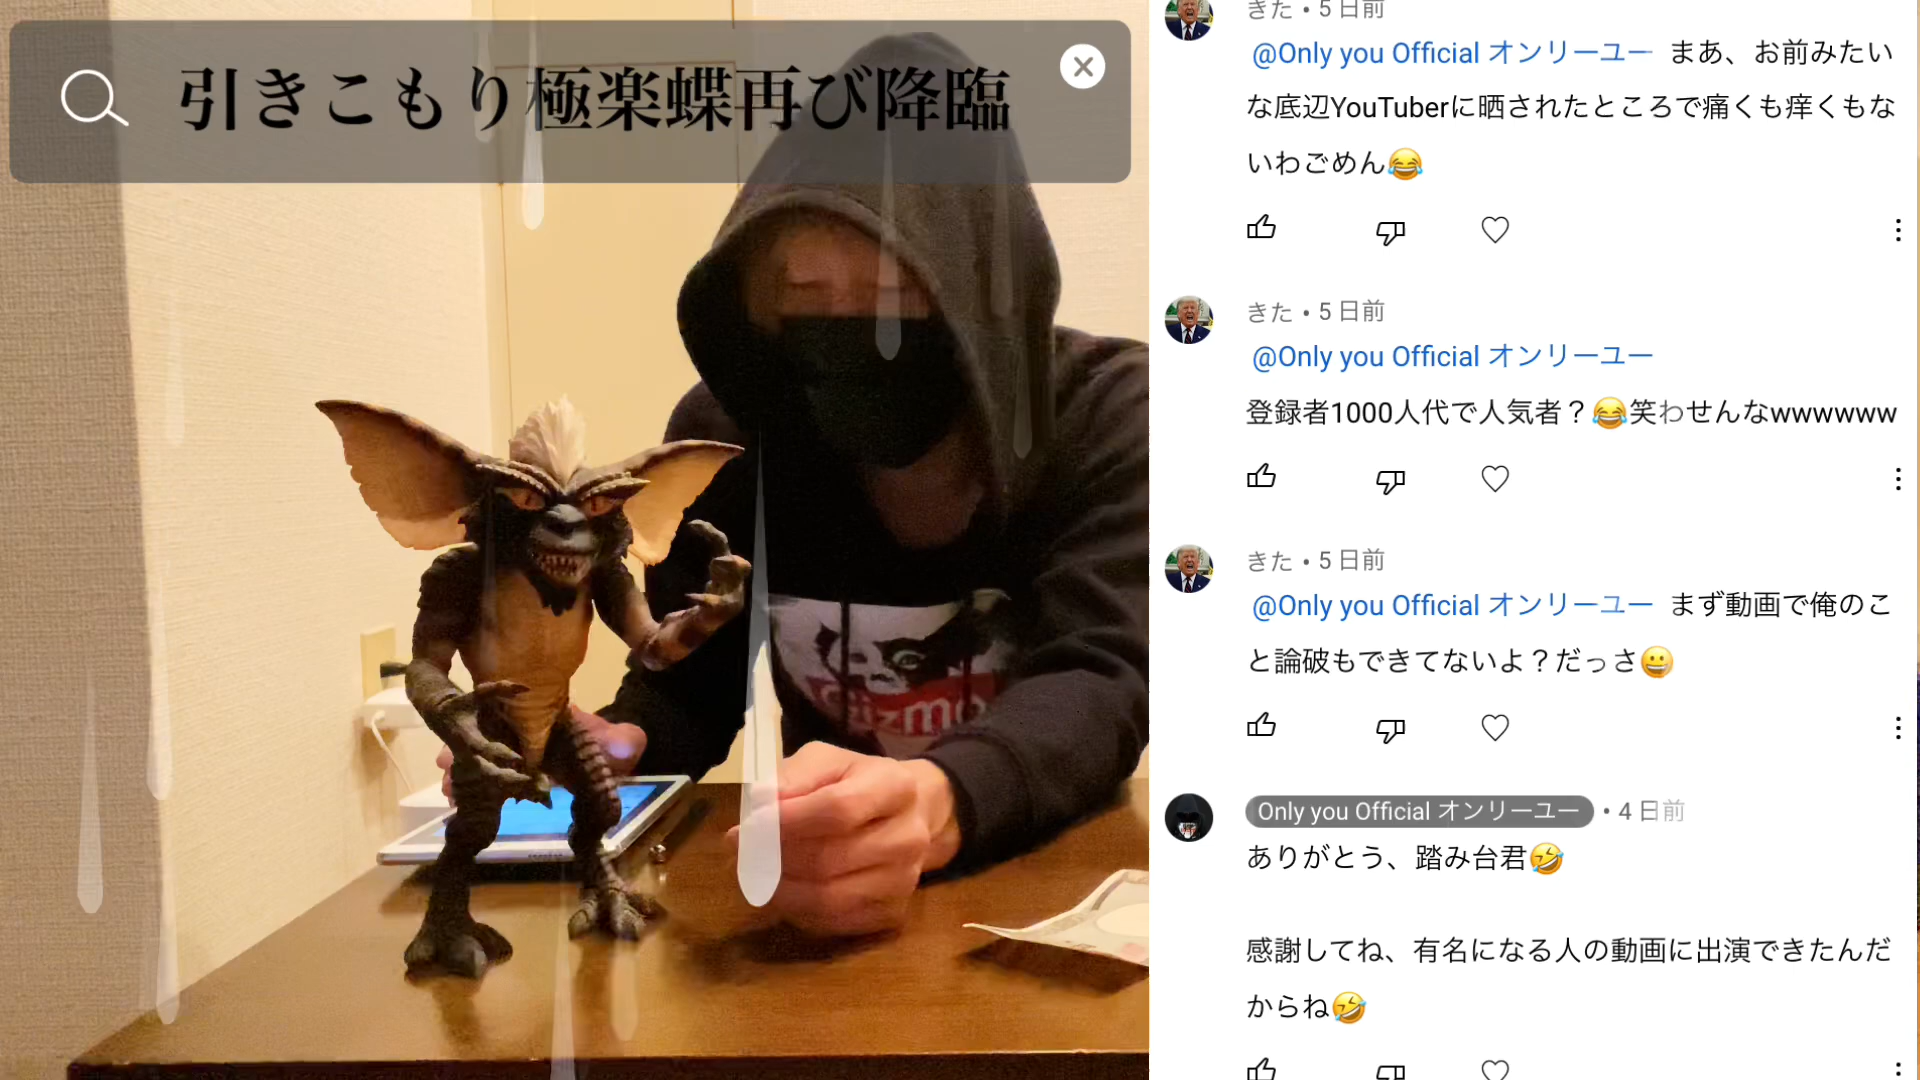 引きこもり極楽蝶再び降臨
Gizmo
きた • 5 日前
@Only you Official オンリーユー まあ、お前みたい
な底辺YouTuberに晒されたところで痛くも痒くもな
いわごめん😂
きた • 5 日前
@Only you Official オンリーユー
登録者1000人代で人気者？😂笑わせんなwwwwww
きた • 5 日前
@Only you Official オンリーユー まず動画で俺のこ
と論破もできてないよ？だっさ😀
Only you Official オンリーユー • 4 日前
ありがとう、踏み台君🤣
感謝してね、有名になる人の動画に出演できたんだ
からね🤣